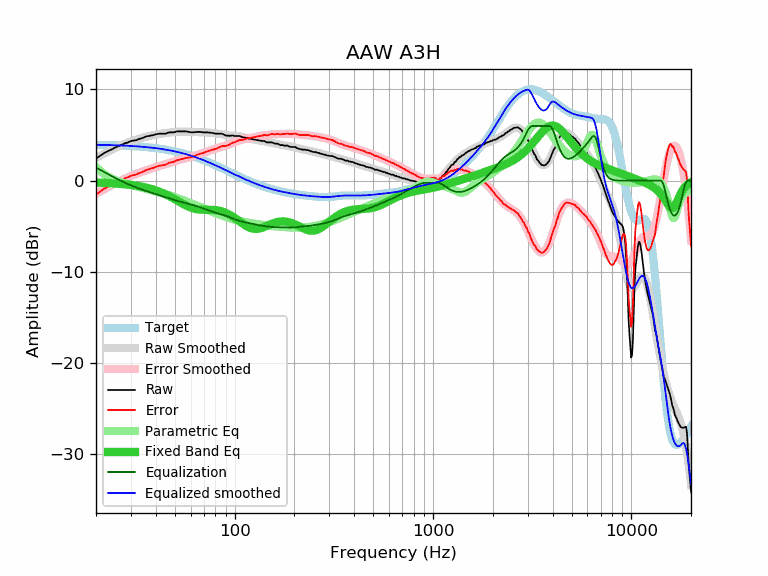 AAW A3H
Amplitude (dBr)
10
0
−10
−20
−30
Target
Raw Smoothed
Error Smoothed
Raw
Error
Parametric Eq
Fixed Band Eq
Equalization
Equalized smoothed
100
1000
10000
Frequency (Hz)